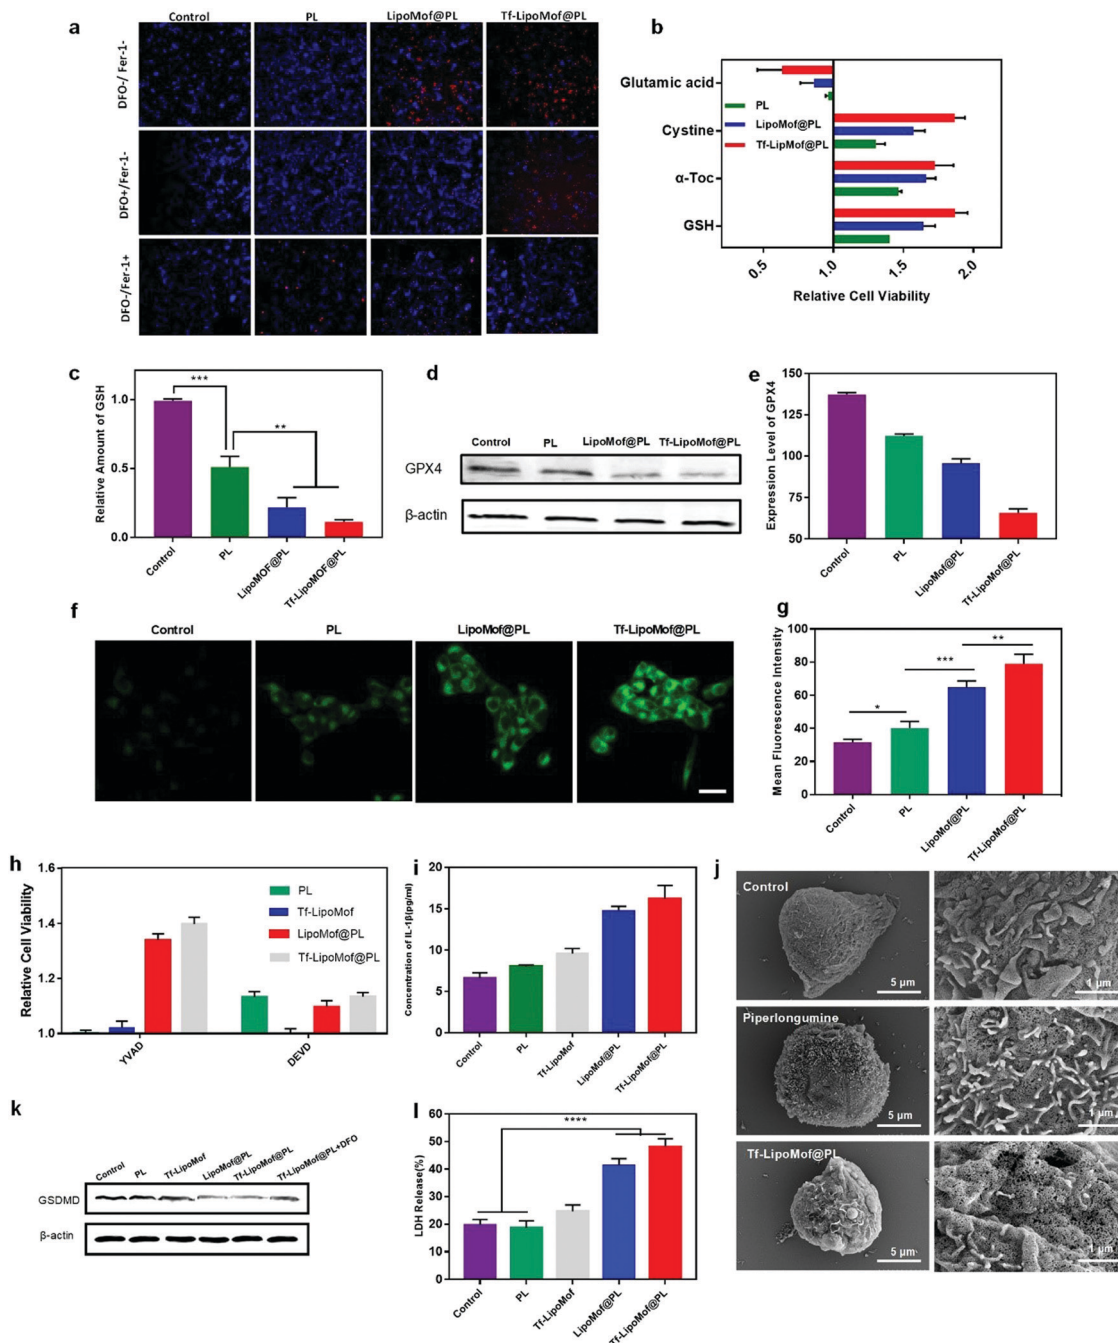 a
Control
PL
LipoMof@PL
Tf-LipoMof@PL
DFO-/ Fer-1-
DFO+/Fer-1-
DFO-/Fer-1+
b
Glutamic acid
Cystine
α-Toc
GSH
PL
LipoMof@PL
Tf-LipMof@PL
0.5
1.0
1.5
2.0
Relative Cell Viability
c
Relative Amount of GSH
1.0
0.5
0.0
***
**
Control
PL
LipoMOF@PL
Tf-LipoMOF@PL
d
Control
PL
LipoMof@PL
Tf-LipoMof@PL
GPX4
β-actin
e
Expression Level of GPX4
150
125
100
75
50
Control
PL
LipoMof@PL
Tf-LipoMof@PL
f
Control
PL
LipoMof@PL
Tf-LipoMof@PL
g
Mean Fluorescence Intensity
100
80
60
40
20
0
*
***
**
Control
PL
LipoMof@PL
Tf-LipoMof@PL
h
Relative Cell Viability
1.6
1.4
1.2
1.0
PL
Tf-LipoMof
LipoMof@PL
Tf-LipoMof@PL
YVAD
DEVD
i
Concentration of IL-1β(pg/ml)
20
15
10
5
0
Control
PL
Tf-LipoMof
LipoMof@PL
Tf-LipoMof@PL
j
Control
5 μm
1 μm
Piperlongumine
5 μm
1 μm
Tf-LipoMof@PL
5 μm
1 μm
k
Control
PL
Tf-LipoMof
LipoMof@PL
Tf-LipoMof@PL
Tf-LipoMof@PL+DFO
GSDMD
β-actin
l
LDH Release(%)
60
50
40
30
20
10
0
****
Control
PL
Tf-LipoMof
LipoMof@PL
Tf-LipoMof@PL